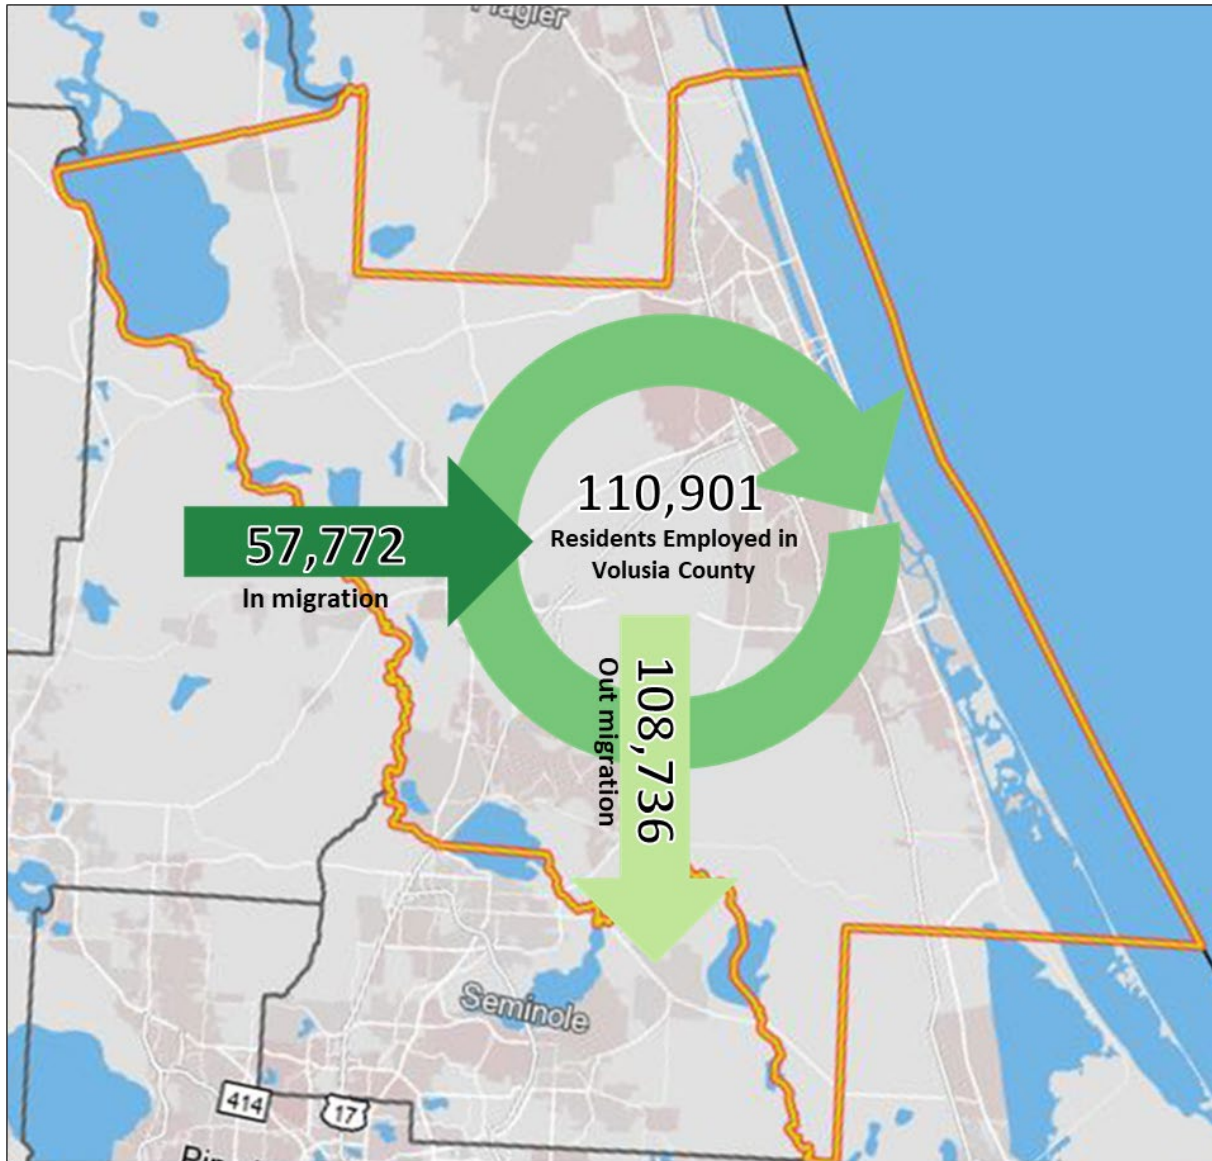 Flagler
110,901
Residents Employed in
Volusia County
57,772
In migration
108,736
Out migration
Seminole
414
17